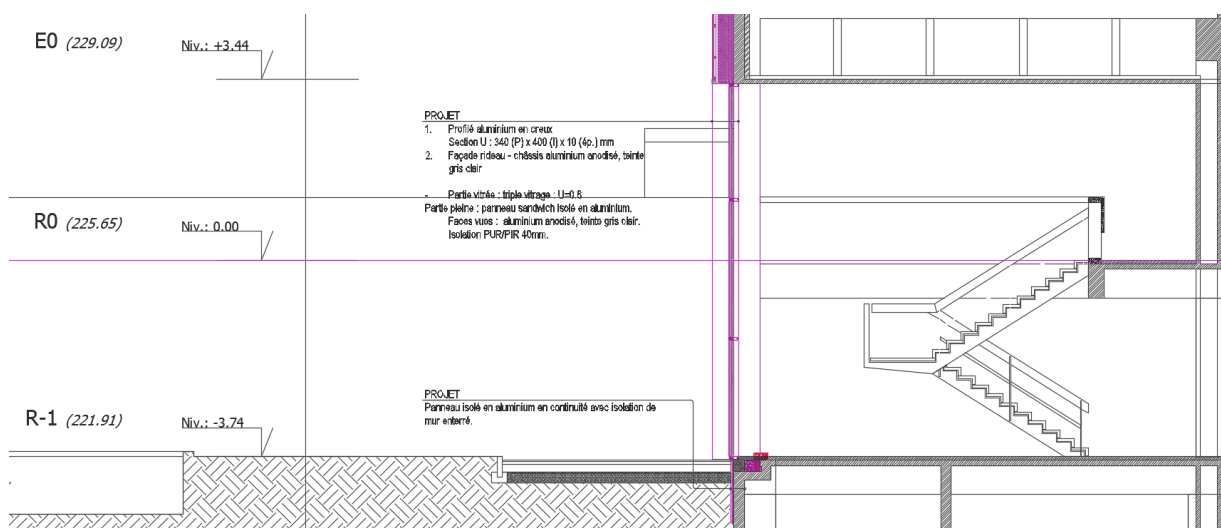 E0 (229.09) Niv.: +3.44
PROJET
1. Profilé aluminium en creux
Section U : 340 (P) x 400 (l) x 10 (ép.) mm
2. Façade rideau - châssis aluminium anodisé, teinte
gris clair
- Partie vitrée : triple vitrage : U=0.6
Partie pleine : panneau sandwich isolé en aluminium.
Faces vues : aluminium anodisé, teinte gris clair.
Isolation PUR/PIR 40mm.
R0 (225.65) Niv.: 0.00
PROJET
Panneau isolé en aluminium en continuité avec isolation de
mur enterré.
R-1 (221.91) Niv.: -3.74